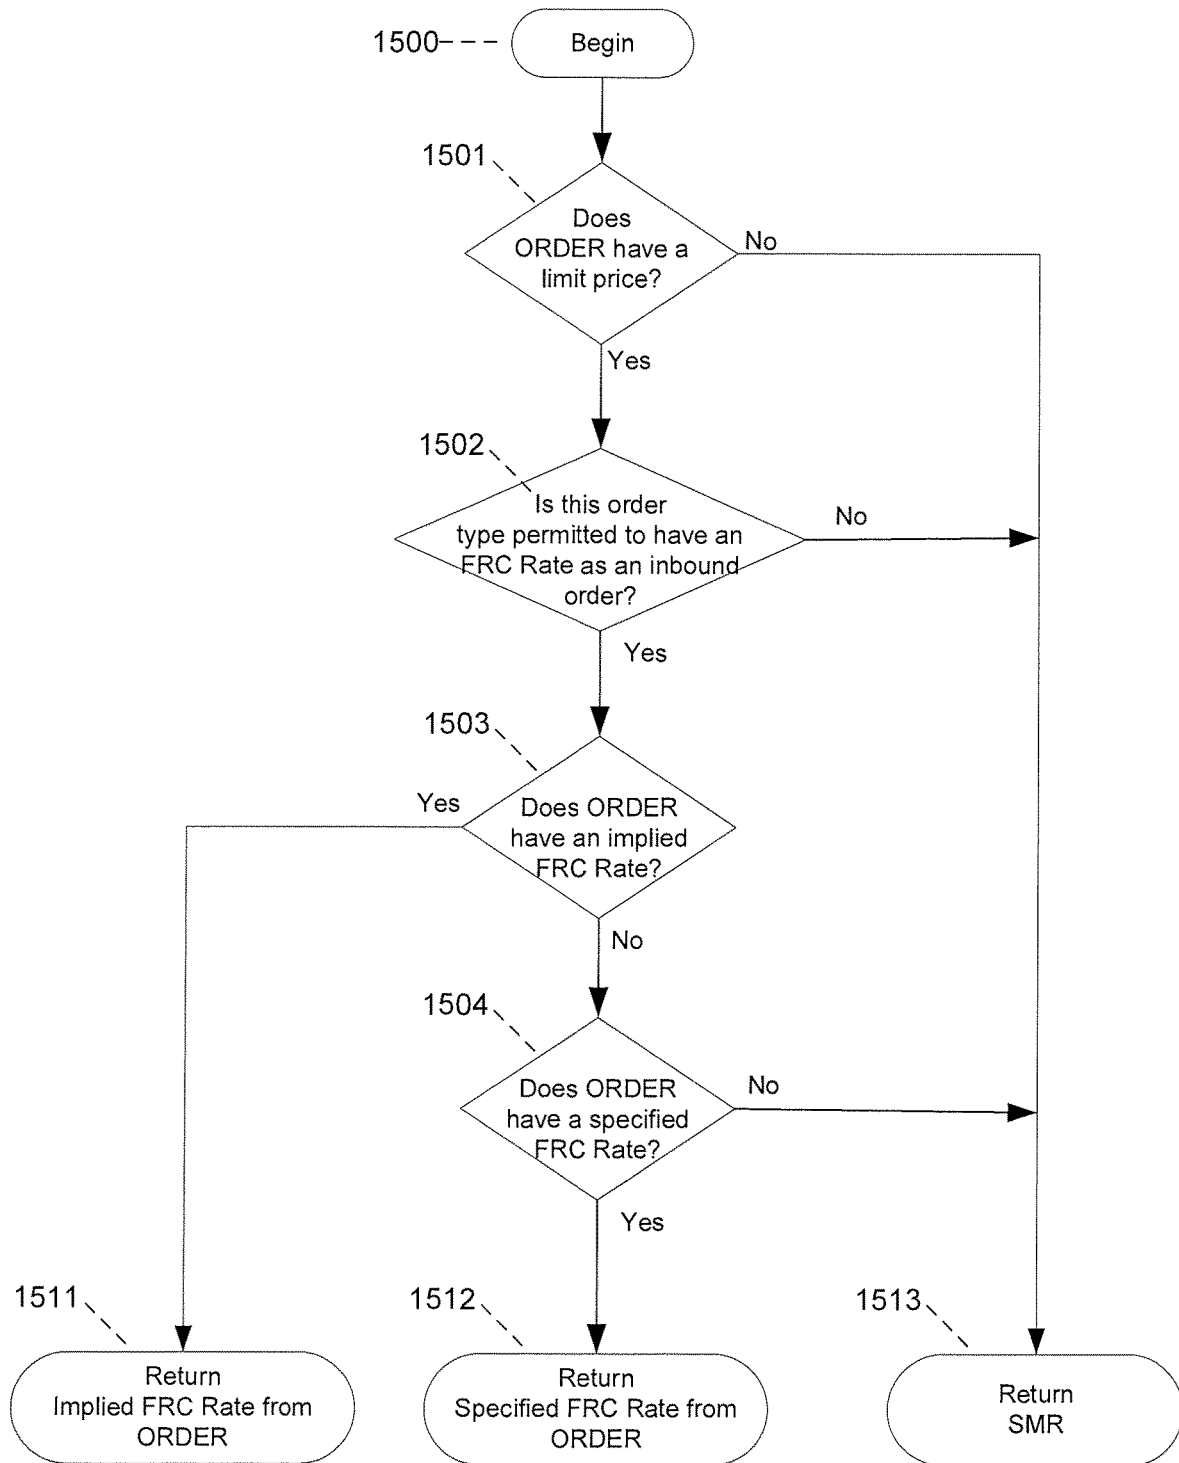 1500
Begin
1501
Does
ORDER have a
limit price?
No
Yes
1502
Is this order
type permitted to have an
FRC Rate as an inbound
order?
No
Yes
1503
Yes
Does ORDER
have an implied
FRC Rate?
No
1504
Does ORDER
have a specified
FRC Rate?
No
Yes
1511
Return
Implied FRC Rate from
ORDER
1512
Return
Specified FRC Rate from
ORDER
1513
Return
SMR